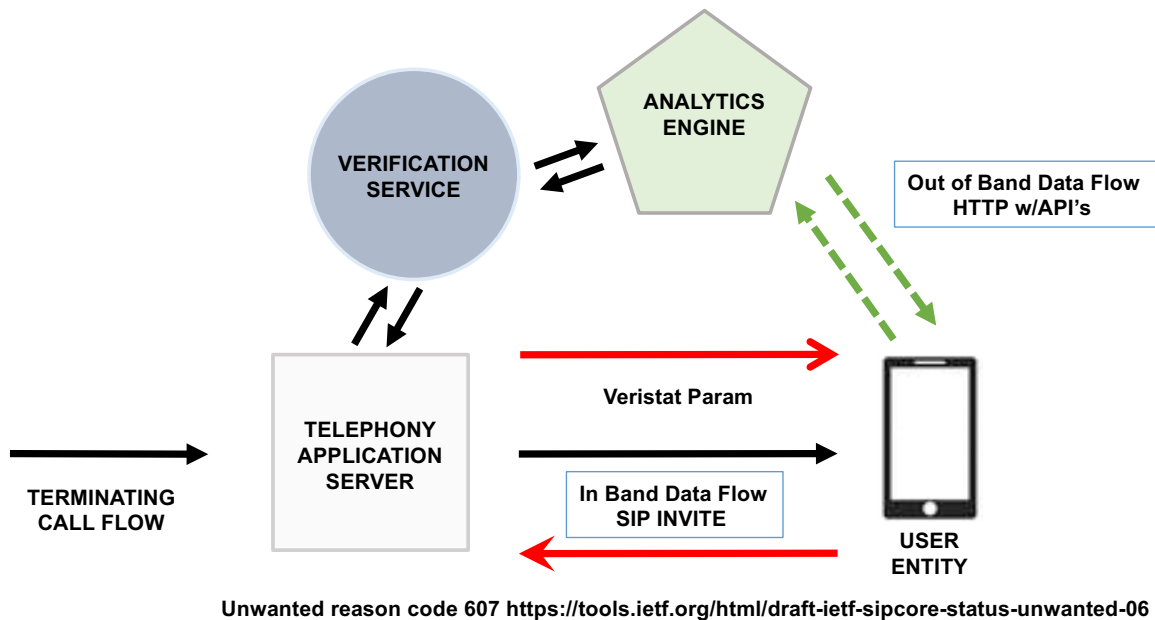 ANALYTICS
ENGINE
VERIFICATION
SERVICE
Out of Band Data Flow
HTTP w/API's
Veristat Param
TELEPHONY
APPLICATION
SERVER
TERMINATING
CALL FLOW
In Band Data Flow
SIP INVITE
USER
ENTITY
Unwanted reason code 607 https://tools.ietf.org/html/draft-ietf-sipcore-status-unwanted-06